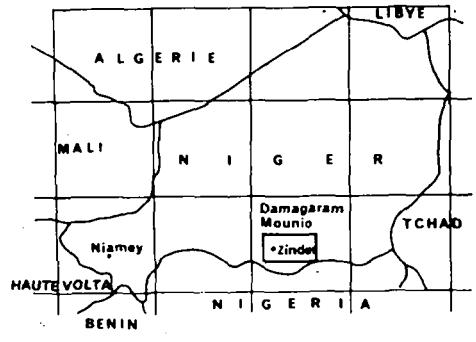 LIBYE
ALGERIE
MALI
NIGER
Damagaram
Mounio
TCHAD
Niamey
Zinder
HAUTE VOLTA
NIGERIA
BENIN